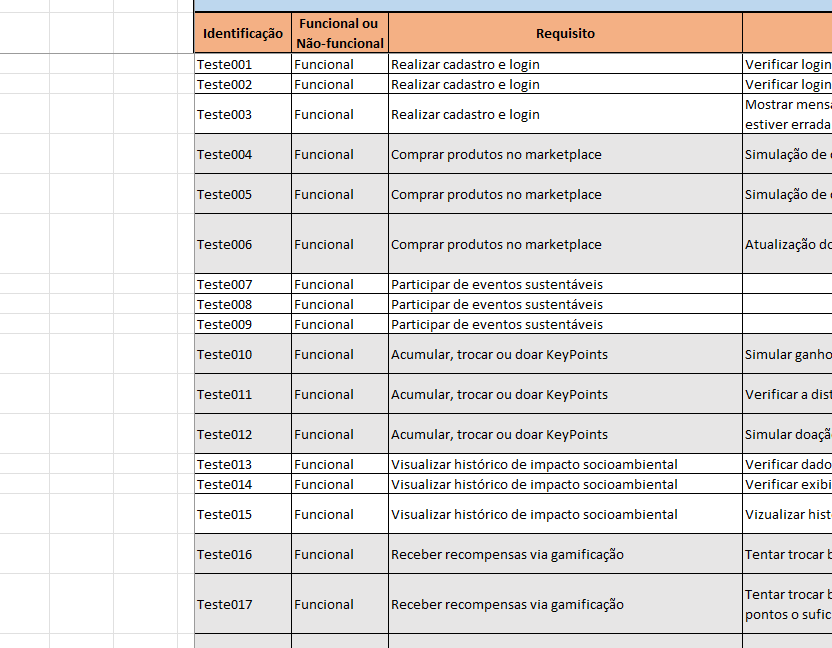 Identificação Funcional ou Não-funcional Requisito
Teste001 Funcional Realizar cadastro e login Verificar login
Teste002 Funcional Realizar cadastro e login Verificar login
Teste003 Funcional Realizar cadastro e login Mostrar mensa
estiver errada
Teste004 Funcional Comprar produtos no marketplace Simulação de
Teste005 Funcional Comprar produtos no marketplace Simulação de
Teste006 Funcional Comprar produtos no marketplace Atualização do
Teste007 Funcional Participar de eventos sustentáveis
Teste008 Funcional Participar de eventos sustentáveis
Teste009 Funcional Participar de eventos sustentáveis
Teste010 Funcional Acumular, trocar ou doar KeyPoints Simular ganho
Teste011 Funcional Acumular, trocar ou doar KeyPoints Verificar a dist
Teste012 Funcional Acumular, trocar ou doar KeyPoints Simular doaçã
Teste013 Funcional Visualizar histórico de impacto socioambiental Verificar dado
Teste014 Funcional Visualizar histórico de impacto socioambiental Verificar exibi
Teste015 Funcional Visualizar histórico de impacto socioambiental Vizualizar hist
Teste016 Funcional Receber recompensas via gamificação Tentar trocar b
Teste017 Funcional Receber recompensas via gamificação Tentar trocar b
pontos o sufic